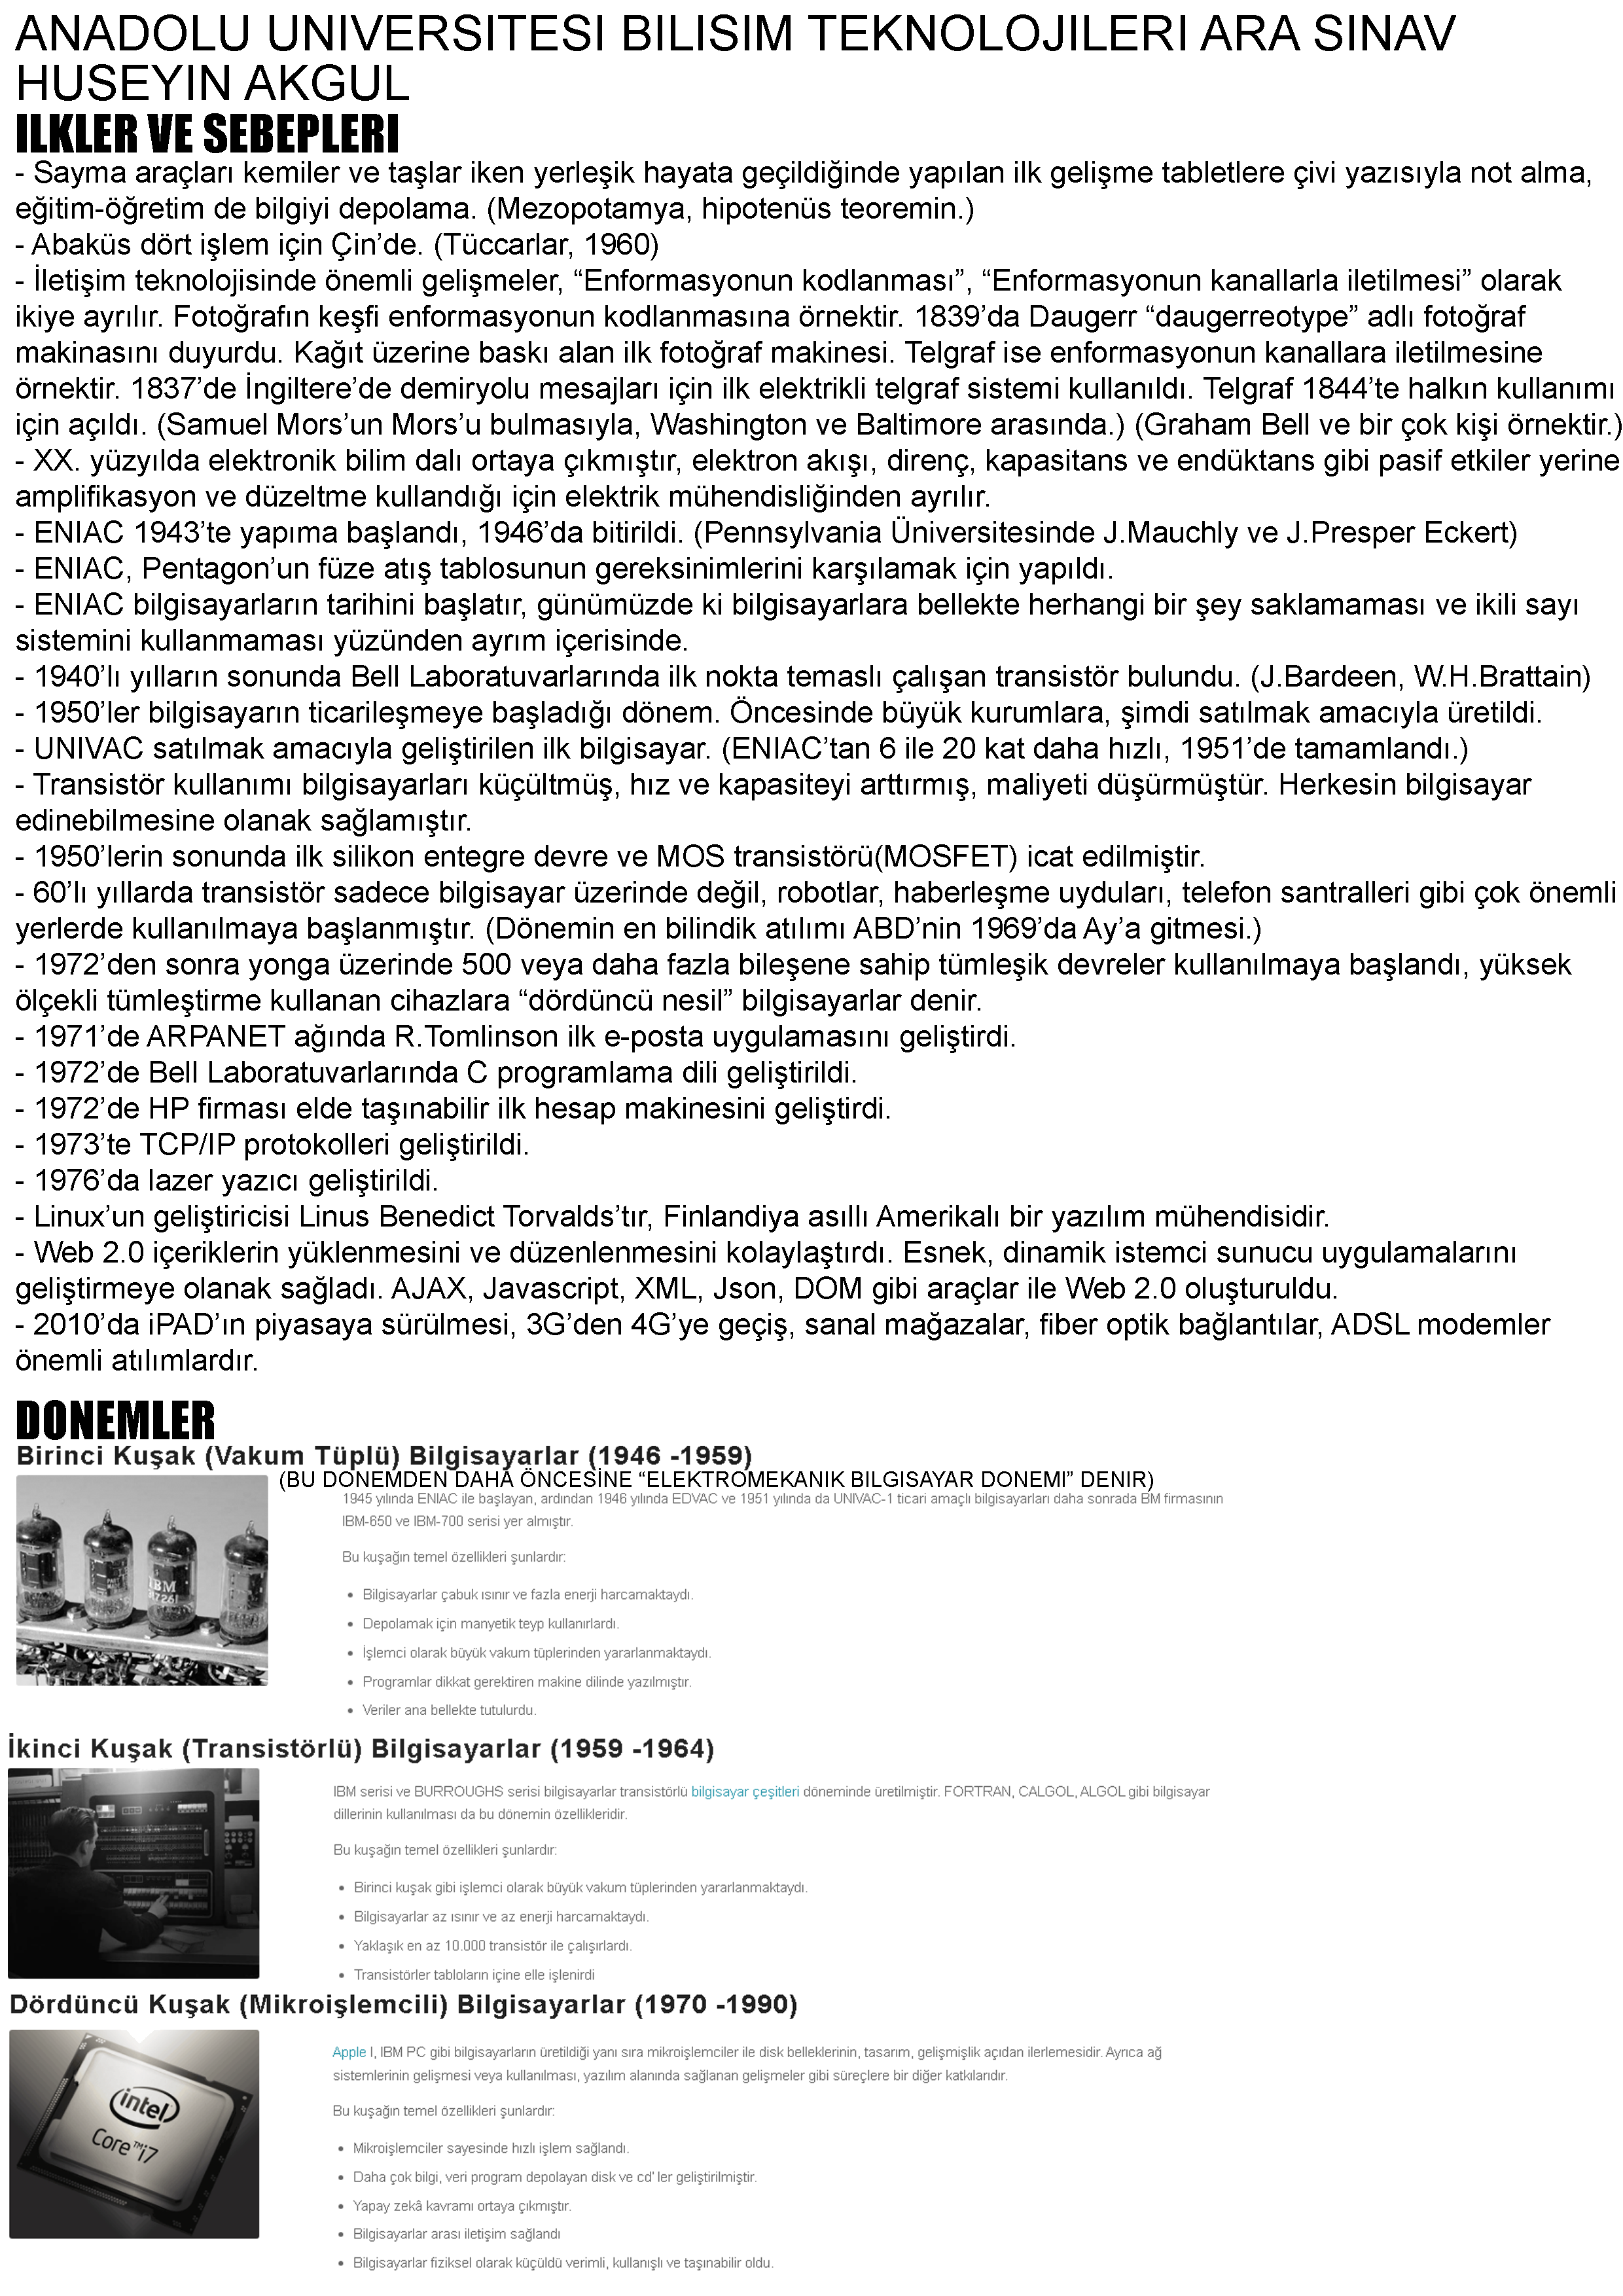 ANADOLU UNIVERSITESI BILISIM TEKNOLOJILERI ARA SINAV
HUSEYIN AKGUL
ILKLER VE SEBEPLERI
- Sayma araçları kemiler ve taşlar iken yerleşik hayata geçildiğinde yapılan ilk gelişme tabletlere çivi yazısıyla not alma,
eğitim-öğretim de bilgiyi depolama. (Mezopotamya, hipotenüs teoremin.)
- Abaküs dört işlem için Çin’de. (Tüccarlar, 1960)
- İletişim teknolojisinde önemli gelişmeler, “Enformasyonun kodlanması”, “Enformasyonun kanallarla iletilmesi” olarak
ikiye ayrılır. Fotoğrafın keşfi enformasyonun kodlanmasına örnektir. 1839’da Daugerr “daugerreotype” adlı fotoğraf
makinasını duyurdu. Kağıt üzerine baskı alan ilk fotoğraf makinesi. Telgraf ise enformasyonun kanallara iletilmesine
örnektir. 1837’de İngiltere’de demiryolu mesajları için ilk elektrikli telgraf sistemi kullanıldı. Telgraf 1844’te halkın kullanımı
için açıldı. (Samuel Mors’un Mors’u bulmasıyla, Washington ve Baltimore arasında.) (Graham Bell ve bir çok kişi örnektir.)
- XX. yüzyılda elektronik bilim dalı ortaya çıkmıştır, elektron akışı, direnç, kapasitans ve endüktans gibi pasif etkiler yerine
amplifikasyon ve düzeltme kullandığı için elektrik mühendisliğinden ayrılır.
- ENIAC 1943’te yapıma başlandı, 1946’da bitirildi. (Pennsylvania Üniversitesinde J.Mauchly ve J.Presper Eckert)
- ENIAC, Pentagon’un füze atış tablosunun gereksinimlerini karşılamak için yapıldı.
- ENIAC bilgisayarların tarihini başlatır, günümüzde ki bilgisayarlara bellekte herhangi bir şey saklamaması ve ikili sayı
sistemini kullanmaması yüzünden ayrım içerisinde.
- 1940’lı yılların sonunda Bell Laboratuvarlarında ilk nokta temaslı çalışan transistör bulundu. (J.Bardeen, W.H.Brattain)
- 1950’ler bilgisayarın ticarileşmeye başladığı dönem. Öncesinde büyük kurumlara, şimdi satılmak amacıyla üretildi.
- UNIVAC satılmak amacıyla geliştirilen ilk bilgisayar. (ENIAC’tan 6 ile 20 kat daha hızlı, 1951’de tamamlandı.)
- Transistör kullanımı bilgisayarları küçültmüş, hız ve kapasiteyi arttırmış, maliyeti düşürmüştür. Herkesin bilgisayar
edinebilmesine olanak sağlamıştır.
- 1950’lerin sonunda ilk silikon entegre devre ve MOS transistörü(MOSFET) icat edilmiştir.
- 60’lı yıllarda transistör sadece bilgisayar üzerinde değil, robotlar, haberleşme uyduları, telefon santralleri gibi çok önemli
yerlerde kullanılmaya başlanmıştır. (Dönemin en bilindik atılımı ABD’nin 1969’da Ay’a gitmesi.)
- 1972’den sonra yonga üzerinde 500 veya daha fazla bileşene sahip tümleşik devreler kullanılmaya başlandı, yüksek
ölçekli tümleştirme kullanan cihazlara “dördüncü nesil” bilgisayarlar denir.
- 1971’de ARPANET ağında R.Tomlinson ilk e-posta uygulamasını geliştirdi.
- 1972’de Bell Laboratuvarlarında C programlama dili geliştirildi.
- 1972’de HP firması elde taşınabilir ilk hesap makinesini geliştirdi.
- 1973’te TCP/IP protokolleri geliştirildi.
- 1976’da lazer yazıcı geliştirildi.
- Linux’un geliştiricisi Linus Benedict Torvalds’tır, Finlandiya asıllı Amerikalı bir yazılım mühendisidir.
- Web 2.0 içeriklerin yüklenmesini ve düzenlenmesini kolaylaştırdı. Esnek, dinamik istemci sunucu uygulamalarını
geliştirmeye olanak sağladı. AJAX, Javascript, XML, Json, DOM gibi araçlar ile Web 2.0 oluşturuldu.
- 2010’da iPAD’ın piyasaya sürülmesi, 3G’den 4G’ye geçiş, sanal mağazalar, fiber optik bağlantılar, ADSL modemler
önemli atılımlardır.
DONEMLER
Birinci Kuşak (Vakum Tüplü) Bilgisayarlar (1946 -1959)
(BU DONEMDEN DAHA ÖNCESİNE “ELEKTROMEKANIK BILGISAYAR DONEMI” DENIR)
1945 yılında ENIAC ile başlayan, ardından 1946 yılında EDVAC ve 1951 yılında da UNIVAC-1 ticari amaçlı bilgisayarları daha sonrada BM firmasının
IBM-650 ve IBM-700 serisi yer almıştır.
Bu kuşağın temel özellikleri şunlardır:
• Bilgisayarlar çabuk ısınır ve fazla enerji harcamaktaydı.
• Depolamak için manyetik teyp kullanırlardı.
• İşlemci olarak büyük vakum tüplerinden yararlanmaktaydı.
• Programlar dikkat gerektiren makine dilinde yazılmıştır.
• Veriler ana bellekte tutulurdu.
IBM
İkinci Kuşak (Transistörlü) Bilgisayarlar (1959 -1964)
IBM serisi ve BURROUGHS serisi bilgisayarlar transistörlü bilgisayar çeşitleri döneminde üretilmiştir. FORTRAN, CALGOL, ALGOL gibi bilgisayar
dillerinin kullanılması da bu dönemin özellikleridir.
Bu kuşağın temel özellikleri şunlardır:
• Birinci kuşak gibi işlemci olarak büyük vakum tüplerinden yararlanmaktaydı.
• Bilgisayarlar az ısınır ve az enerji harcamaktaydı.
• Yaklaşık en az 10.000 transistör ile çalışırlardı.
• Transistörler tabloların içine elle işlenirdi
Dördüncü Kuşak (Mikroişlemcili) Bilgisayarlar (1970 -1990)
intel
Core™i7
Apple I, IBM PC gibi bilgisayarların üretildiği yanı sıra mikroişlemciler ile disk belleklerinin, tasarım, gelişmişlik açıdan ilerlemesidir. Ayrıca ağ
sistemlerinin gelişmesi veya kullanılması, yazılım alanında sağlanan gelişmeler gibi süreçlere bir diğer katkılarıdır.
Bu kuşağın temel özellikleri şunlardır:
• Mikroişlemciler sayesinde hızlı işlem sağlandı.
• Daha çok bilgi, veri program depolayan disk ve cd' ler geliştirilmiştir.
• Yapay zekâ kavramı ortaya çıkmıştır.
• Bilgisayarlar arası iletişim sağlandı
• Bilgisayarlar fiziksel olarak küçüldü verimli, kullanışlı ve taşınabilir oldu.